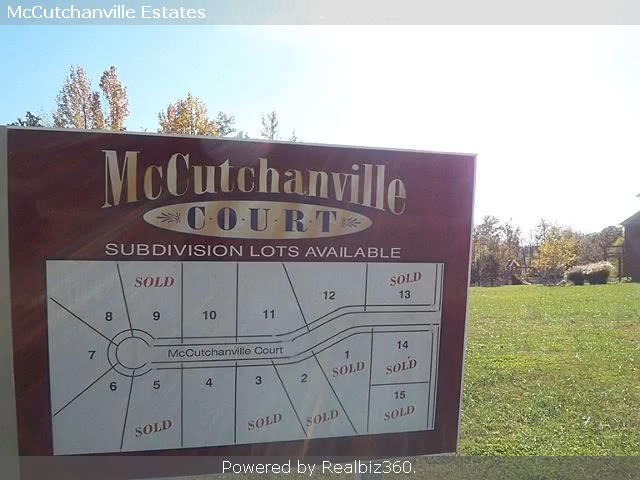 McCutchanville Estates
McCutchanville
C·O·U·R·T
SUBDIVISION LOTS AVAILABLE
SOLD
8
9
10
11
12
SOLD
13
7
McCutchanville Court
6
5
SOLD
4
3
SOLD
2
SOLD
1
SOLD
14
SOLD
15
SOLD
Powered by Realbiz360.